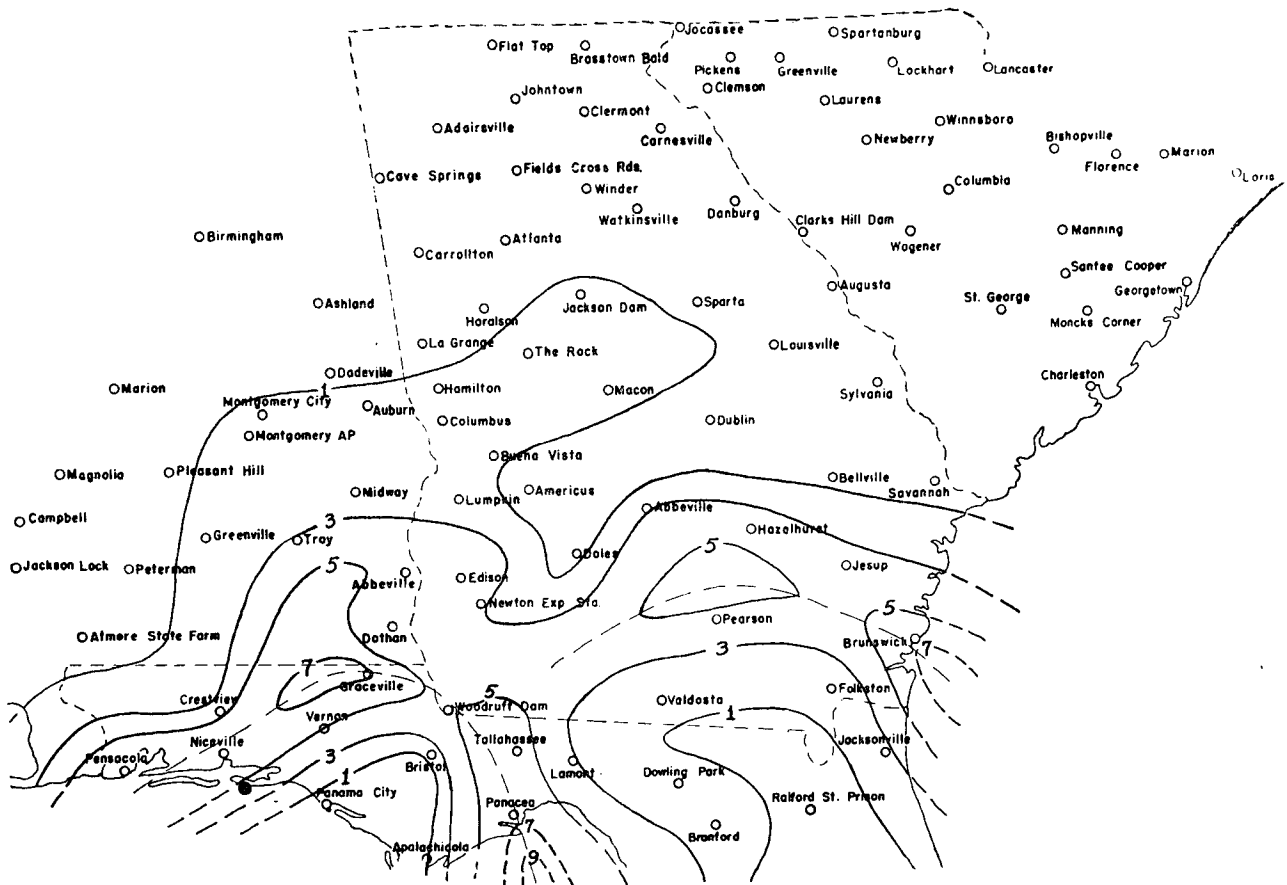 Jocassee
Spartanburg
Flat Top
Brasstown Bald
Pickens
Greenville
Lockhart
Lancaster
Clemson
Johntown
Laurens
Clermont
Adairsville
Carnesville
Newberry
Winnsboro
Bishopville
Florence
Marion
Loris
Cave Springs
Fields Cross Rds.
Winder
Columbia
Watkinsville
Danburg
Clarks Hill Dam
Wagener
Manning
Birmingham
Atlanta
Carrollton
Santee Cooper
Georgetown
Augusta
Ashland
Haralson
Jackson Dam
Sparta
St. George
Moncks Corner
La Grange
The Rock
Louisville
Dadeville
Marion
1
Hamilton
Macon
Sylvania
Charleston
Montgomery City
Auburn
Columbus
Dublin
Montgomery AP
Buena Vista
Magnolia
Pleasant Hill
Bellville
Savannah
Midway
Lumpkin
Americus
Abbeville
Campbell
3
Greenville
Troy
Hazelhurst
Doles
5
Jackson Lock
Peterman
5
Abbeville
Edison
Jesup
Newton Exp Sta.
5
Pearson
Atmore State Farm
Dothan
3
Brunswick
7
7
Graceville
5
Folkston
Crestview
Valdosta
Woodruff Dam
1
Vernon
Niceville
3
Tallahassee
Jacksonville
Pensacola
1
Bristol
Lamont
Dowling Park
Panama City
Panacea
Raiford St. Prison
7
Branford
Apalachicola
9